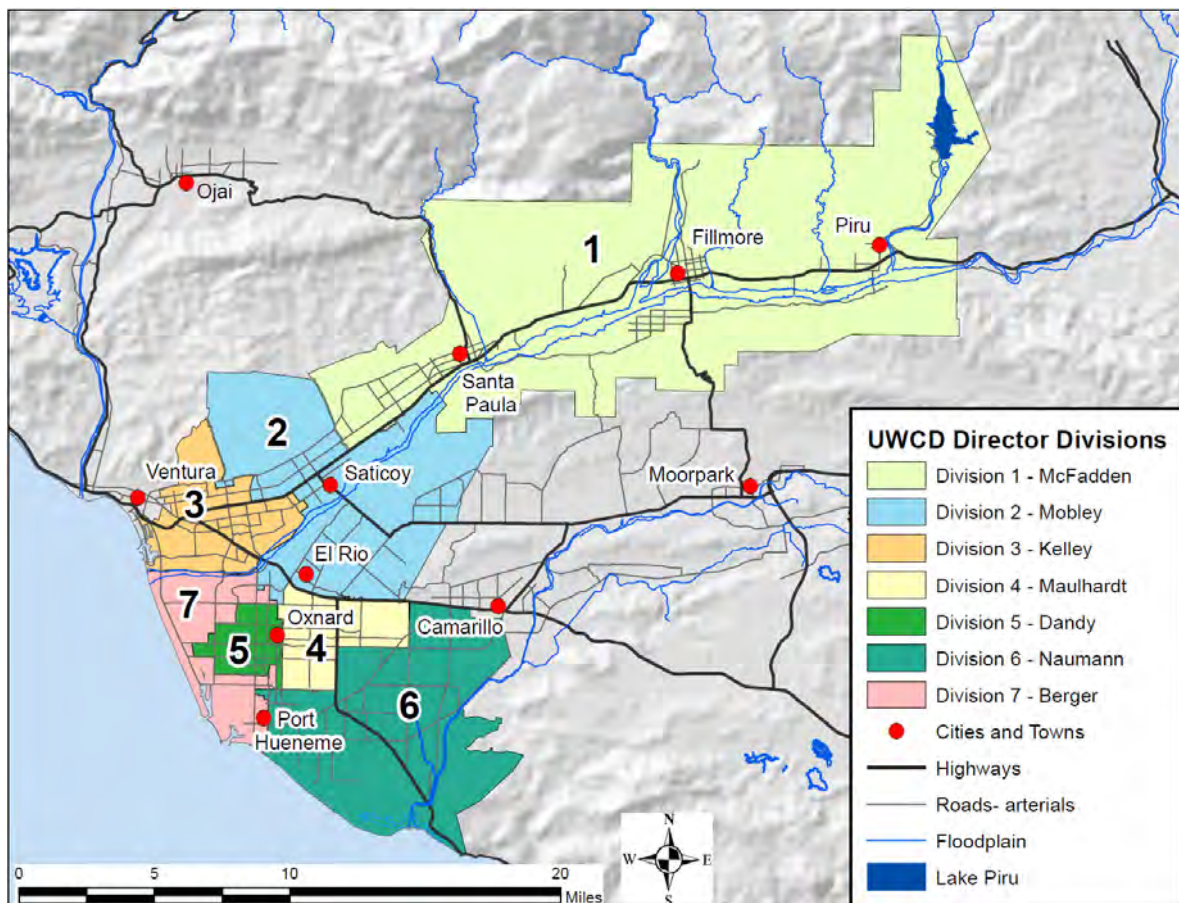 Ojai
1
Fillmore
Piru
Santa
Paula
2
Ventura
3
Saticoy
Moorpark
El Rio
7
Oxnard
Camarillo
5
4
6
Port
Hueneme
UWCD Director Divisions
Division 1 - McFadden
Division 2 - Mobley
Division 3 - Kelley
Division 4 - Maulhardt
Division 5 - Dandy
Division 6 - Naumann
Division 7 - Berger
Cities and Towns
Highways
Roads- arterials
Floodplain
Lake Piru
N
W E
S
0 5 10 20
Miles